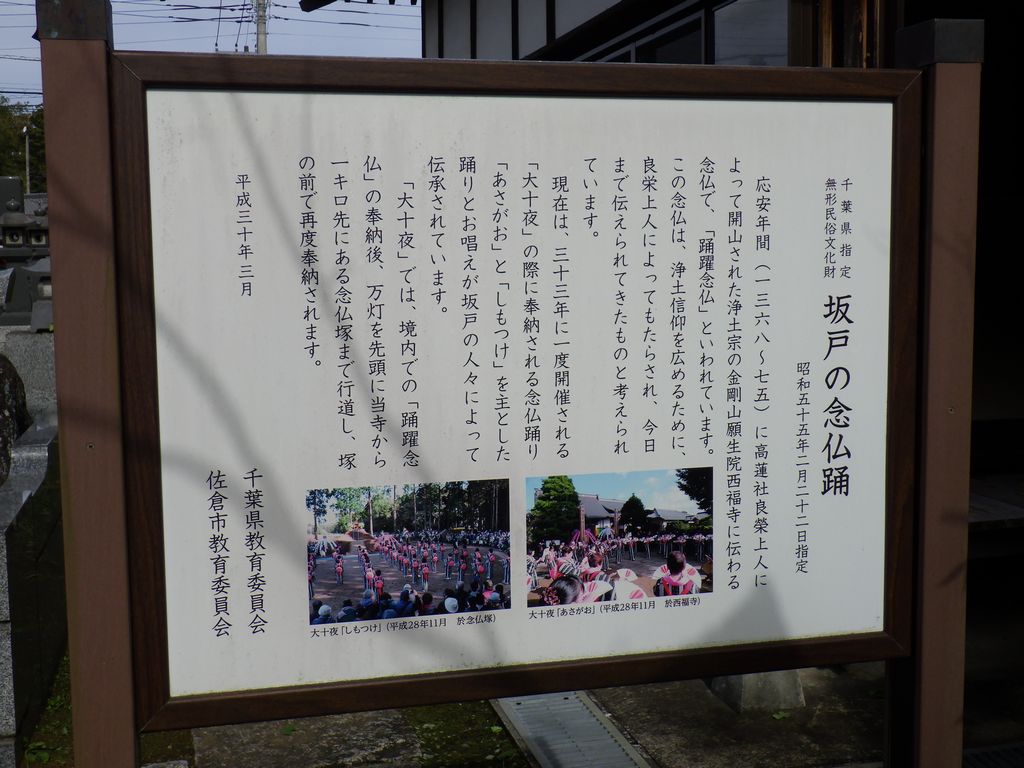 千葉県指定
無形民俗文化財
坂戸の念仏踊
昭和五十五年二月二十二日指定
応安年間（一三六八～七五）に高蓮社良榮上人に
よって開山された浄土宗の金剛山願生院西福寺に伝わる
念仏で、「踊躍念仏」といわれています。
この念仏は、浄土信仰を広めるために、
良栄上人によってもたらされ、今日
まで伝えられてきたものと考えられ
ています。
現在は、三十三年に一度開催される
「大十夜」の際に奉納される念仏踊り
「あさがお」と「しもつけ」を主とした
踊りとお唱えが坂戸の人々によって
伝承されています。
「大十夜」では、境内での「踊躍念
仏」の奉納後、万灯を先頭に当寺から
一キロ先にある念仏塚まで行道し、塚
の前で再度奉納されます。
平成三十年三月
千葉県教育委員会
佐倉市教育委員会
大十夜「あさがお」（平成28年11月　於西福寺）
大十夜「しもつけ」（平成28年11月　於念仏塚）